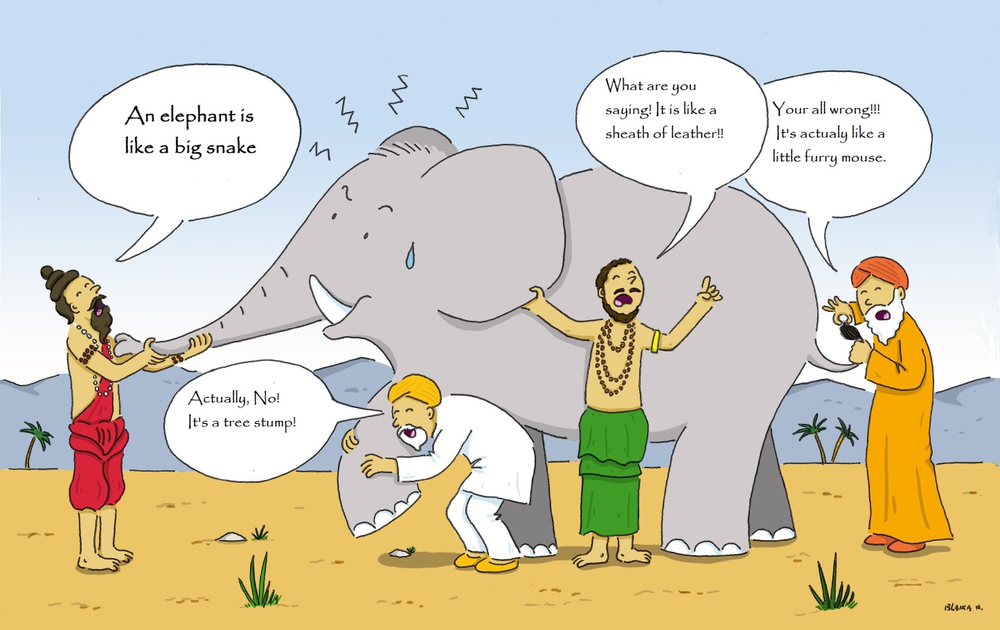 An elephant is
like a big snake
What are you
saying! It is like a
sheath of leather!!
Your all wrong!!!
It's actualy like a
little furry mouse.
Actually, No!
It's a tree stump!
BLANCA M.